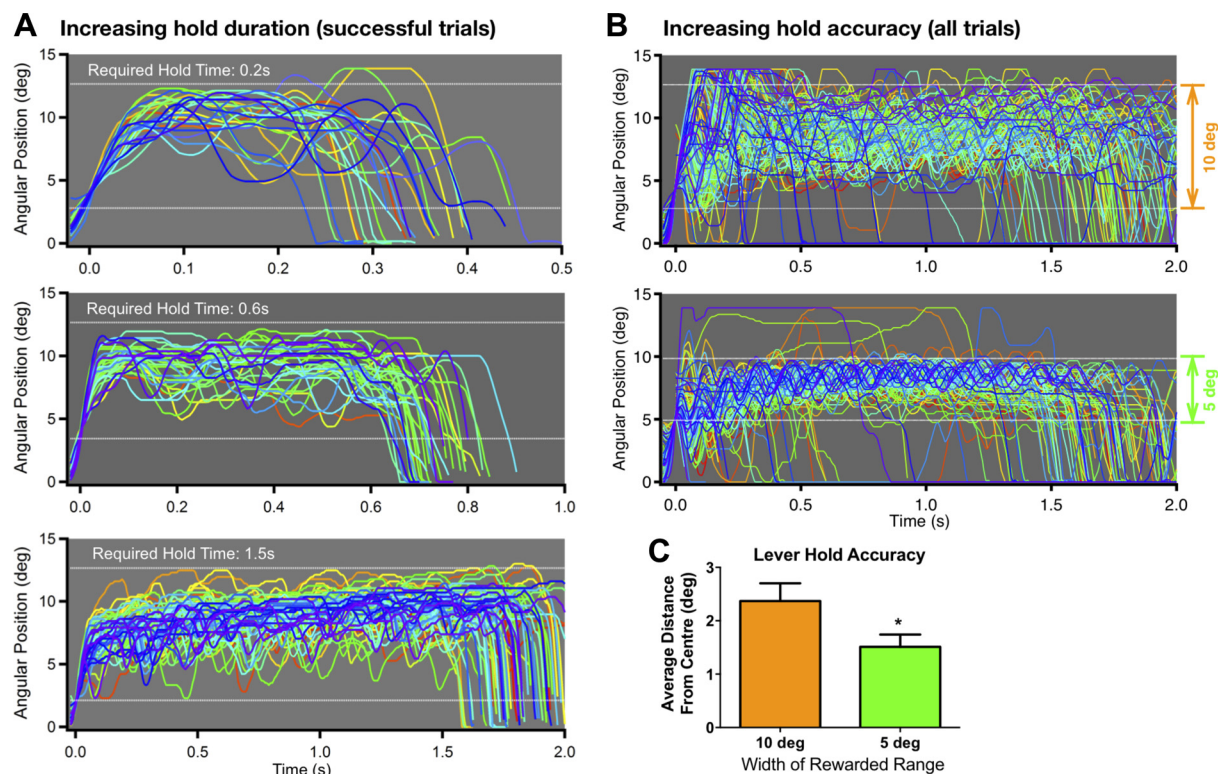 A Increasing hold duration (successful trials)
Required Hold Time: 0.2s
Angular Position (deg)
15
10
5
0
0.0 0.1 0.2 0.3 0.4 0.5
Required Hold Time: 0.6s
Angular Position (deg)
15
10
5
0
0.0 0.2 0.4 0.6 0.8 1.0
Required Hold Time: 1.5s
Angular Position (deg)
15
10
5
0
0.0 0.5 1.0 1.5 2.0
Time (s)
B Increasing hold accuracy (all trials)
Angular Position (deg)
15
10
5
0
0.0 0.5 1.0 1.5 2.0
10 deg
Angular Position (deg)
15
10
5
0
0.0 0.5 1.0 1.5 2.0
Time (s)
5 deg
C Lever Hold Accuracy
Average Distance
From Centre (deg)
3
2
1
0
*
10 deg 5 deg
Width of Rewarded Range